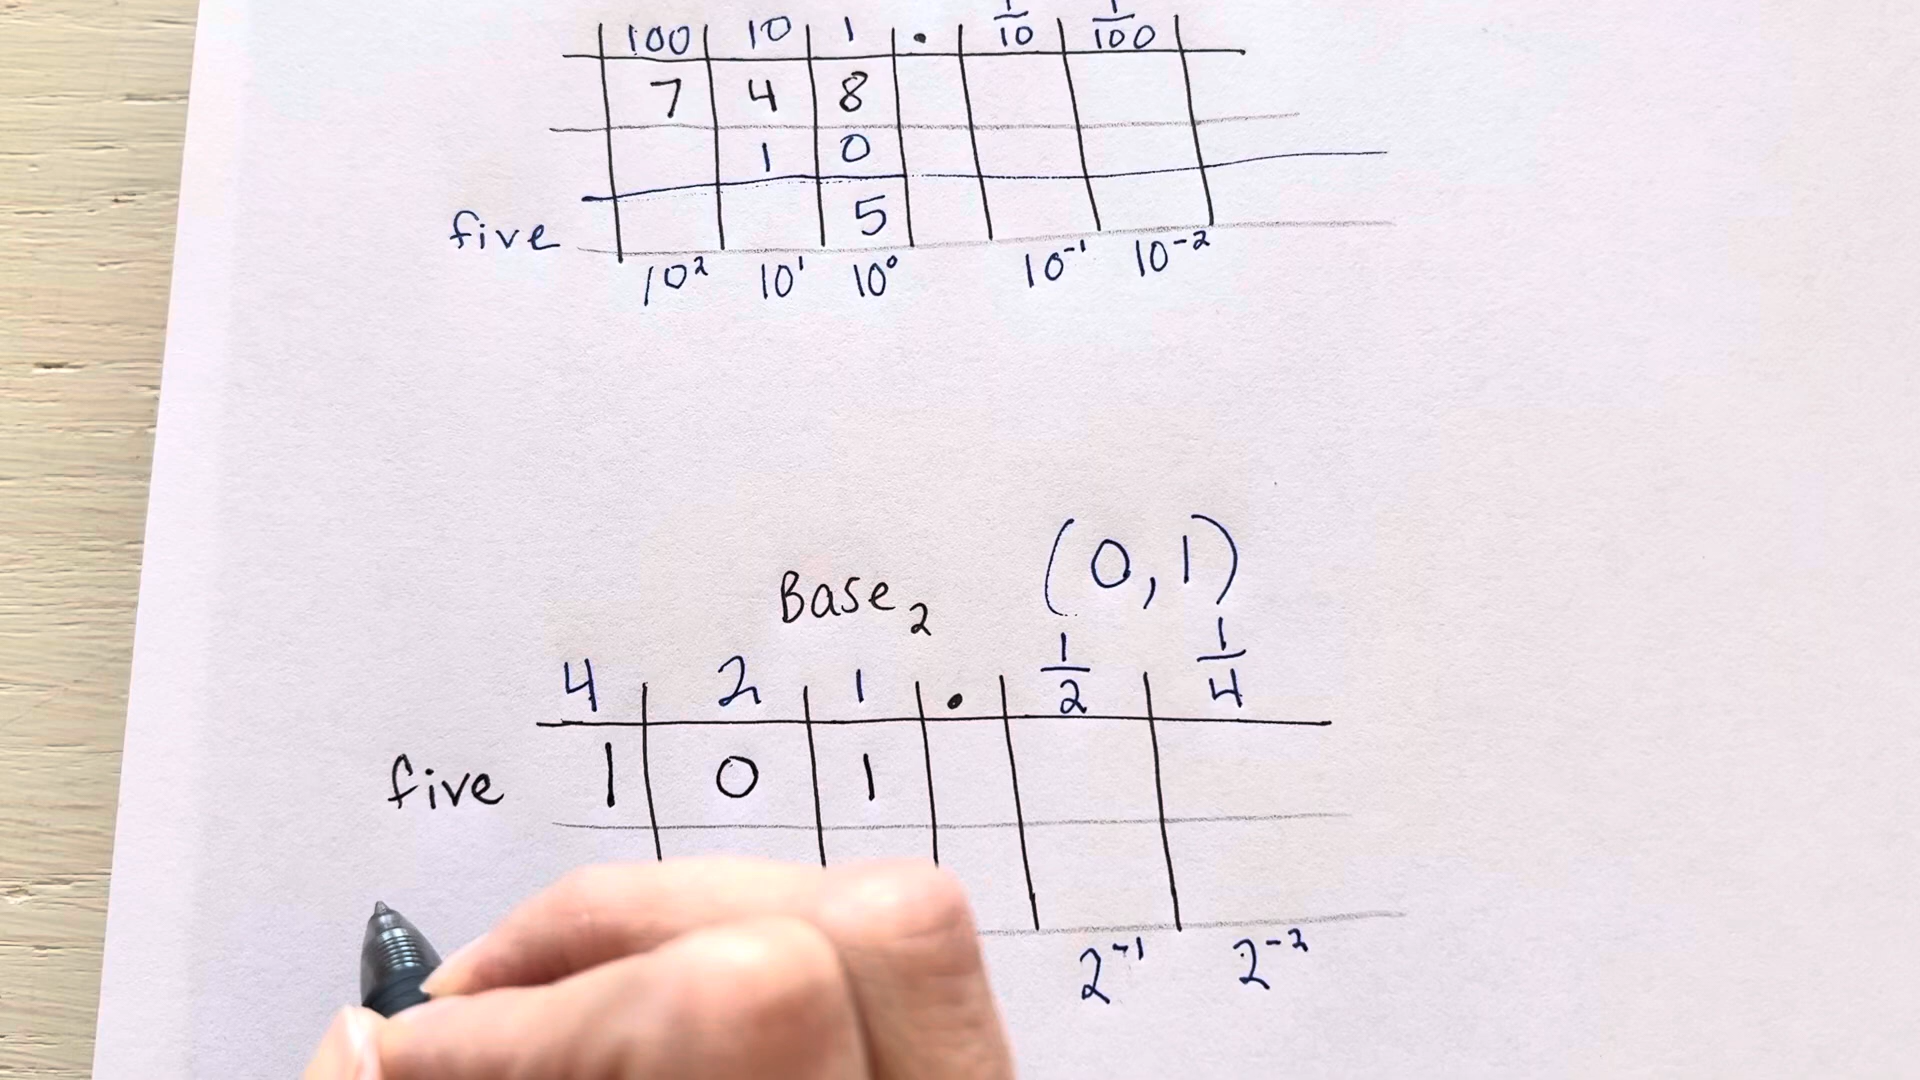 100 10 1 . 1/10 1/100
7 4 8
1 0
five 5
10² 10¹ 10⁰ 10⁻¹ 10⁻²
Base₂ (0,1)
4 2 1 . 1/2 1/4
five 1 0 1
2⁻¹ 2⁻²